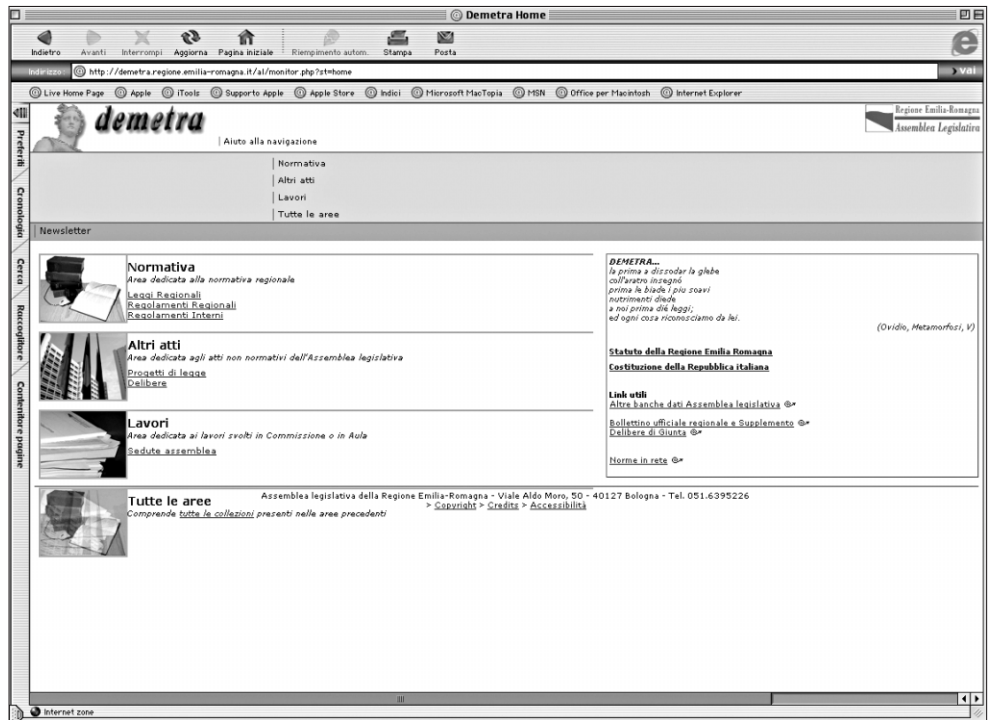 Demetra Home
Indietro Avanti Interrompi Aggiorna Pagina iniziale Riempimento autom. Stampa Posta
Indirizzo: http://demetra.regione.emilia-romagna.it/al/monitor.php?st=home vai
Live Home Page Apple iTools Supporto Apple Apple Store Indici Microsoft MacTopia MSN Office per Macintosh Internet Explorer
Preferiti
Cronologia
Cerca
Raccoglitore
Contenitore pagine
demetra
Regione Emilia-Romagna
Assemblea Legislativa
| Aiuto alla navigazione
| Normativa
| Altri atti
| Lavori
| Tutte le aree
| Newsletter
Normativa
Area dedicata alla normativa regionale
Leggi Regionali
Regolamenti Regionali
Regolamenti Interni
Altri atti
Area dedicata agli atti non normativi dell'Assemblea legislativa
Progetti di legge
Delibere
Lavori
Area dedicata ai lavori svolti in Commissione o in Aula
Sedute assemblea
Tutte le aree
Comprende tutte le collezioni presenti nelle aree precedenti
DEMETRA...
la prima a dissodar la glebe
coll'aratro insegnó
prima le biade i piu soavi
nutrimenti diede
a noi prima dié leggi;
ed ogni cosa riconosciamo da lei.
(Ovidio, Metamorfosi, V)
Statuto della Regione Emilia Romagna
Costituzione della Repubblica italiana
Link utili
Altre banche dati Assemblea legislativa
Bollettino ufficiale regionale e Supplemento
Delibere di Giunta
Norme in rete
Assemblea legislativa della Regione Emilia-Romagna - Viale Aldo Moro, 50 - 40127 Bologna - Tel. 051.6395226
> Copyright > Credits > Accessibilità
Internet zone